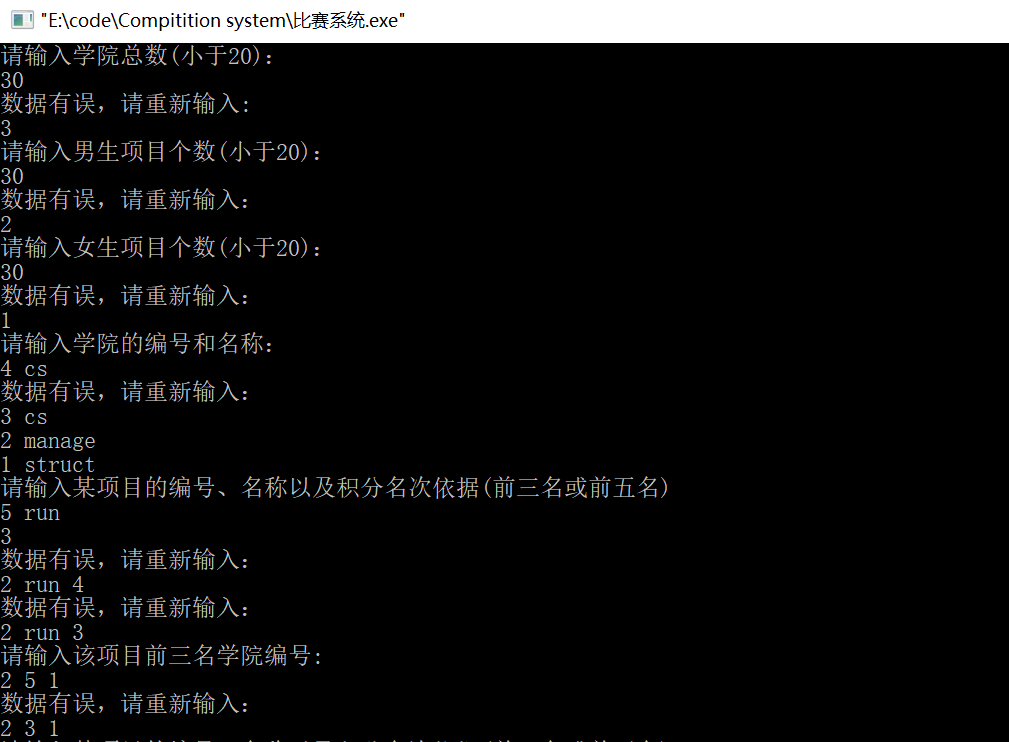 "E:\code\Compitition system\比赛系统.exe"
请输入学院总数(小于20):
30
数据有误，请重新输入:
3
请输入男生项目个数(小于20):
30
数据有误，请重新输入:
2
请输入女生项目个数(小于20):
30
数据有误，请重新输入:
1
请输入学院的编号和名称:
4 cs
数据有误，请重新输入:
3 cs
2 manage
1 struct
请输入某项目的编号、名称以及积分名次依据(前三名或前五名)
5 run
3
数据有误，请重新输入:
2 run 4
数据有误，请重新输入:
2 run 3
请输入该项目前三名学院编号:
2 5 1
数据有误，请重新输入:
2 3 1